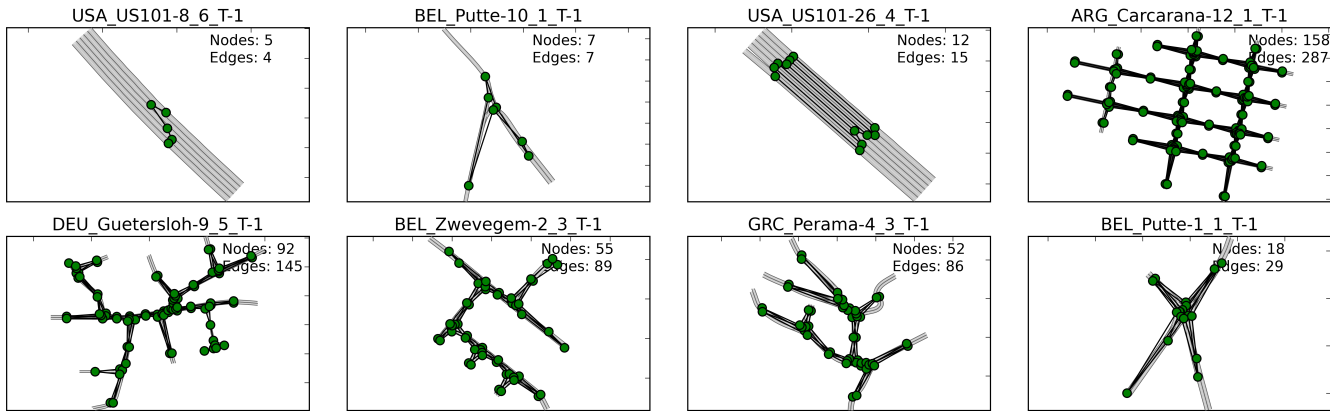 USA_US101-8_6_T-1
Nodes: 5
Edges: 4
BEL_Putte-10_1_T-1
Nodes: 7
Edges: 7
USA_US101-26_4_T-1
Nodes: 12
Edges: 15
ARG_Carcarana-12_1_T-1
Nodes: 158
Edges: 287
DEU_Guetersloh-9_5_T-1
Nodes: 92
Edges: 145
BEL_Zwevegem-2_3_T-1
Nodes: 55
Edges: 89
GRC_Perama-4_3_T-1
Nodes: 52
Edges: 86
BEL_Putte-1_1_T-1
Nodes: 18
Edges: 29